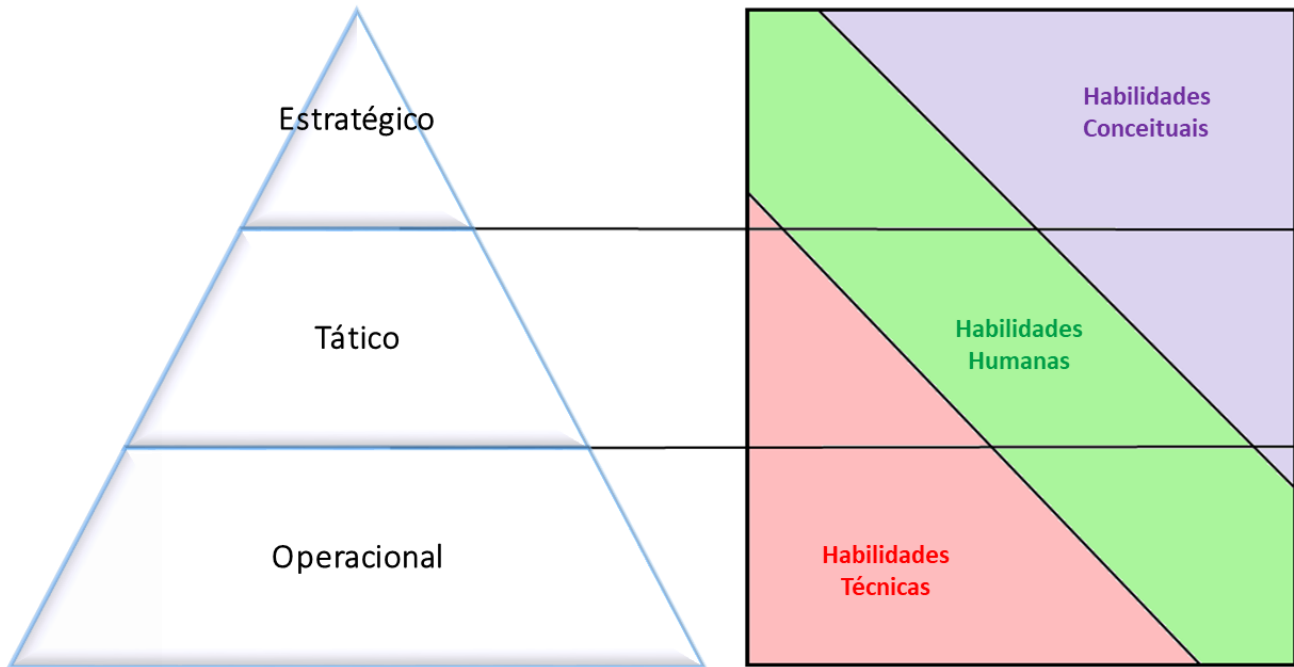 Estratégico
Tático
Operacional
Habilidades
Conceituais
Habilidades
Humanas
Habilidades
Técnicas